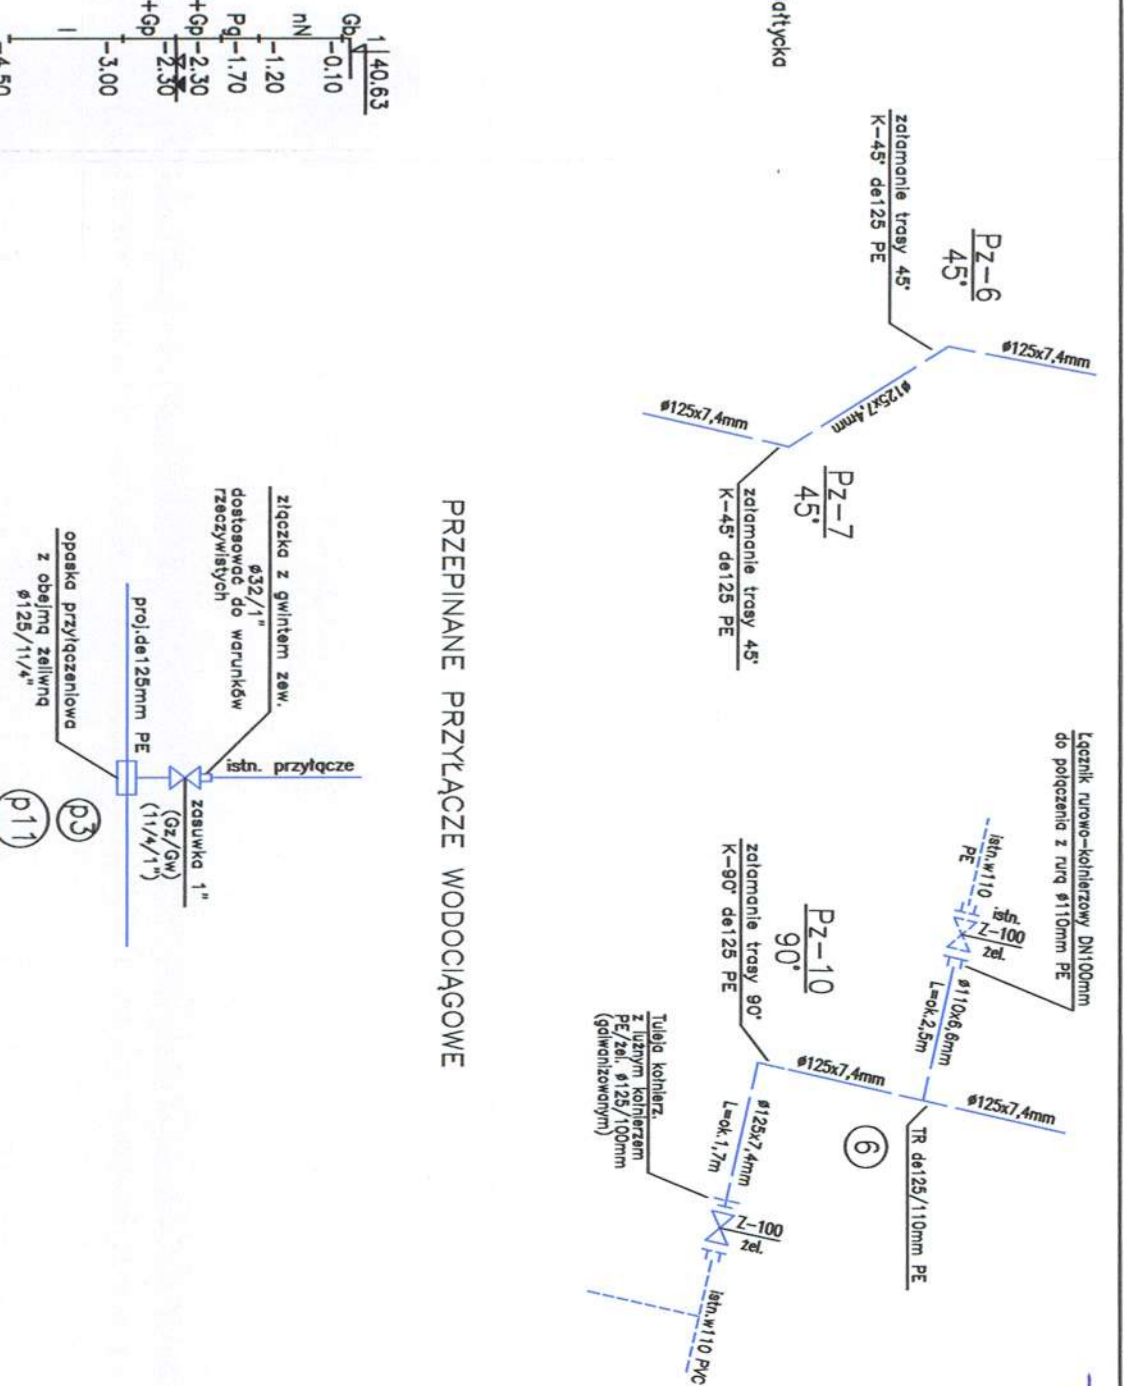 ałtycka
Pz-6
45°
załamanie trasy 45°
K-45° de125 PE
ø125x7,4mm
ø125x7,4mm
ø125x7,4mm
Pz-7
45°
załamanie trasy 45°
K-45° de125 PE
Łącznik rurowo-kołnierzowy DN100mm
do połączenia z rurą ø110mm PE
istn.w110
PE
istn.
Z-100
żel.
ø110x6,6mm
L=ok.2,5m
ø125x7,4mm
ø125x7,4mm
TR de125/110mm PE
6
Pz-10
90°
załamanie trasy 90°
K-90° de125 PE
ø125x7,4mm
L=ok.1,7m
Tuleja kołnierz.
z luźnym kołnierzem
PE/żel. ø125/100mm
(galwanizowanym)
Z-100
żel.
istn.w110 PVC
PRZEPINANE PRZYŁĄCZE WODOCIĄGOWE
złączka z gwintem zew.
ø32/1"
dostosować do warunków
rzeczywistych
istn. przyłącze
proj.de125mm PE
zasuwka 1"
(Gz/Gw)
(11/4/1")
opaska przyłączeniowa
z obejmą żeliwną
ø125/11/4"
p3
p11
1 40.63
Gb
-0.10
nN
-1.20
Pg -1.70
+Gp -2.30
+Gp -2.30
-3.00
I
-4.50